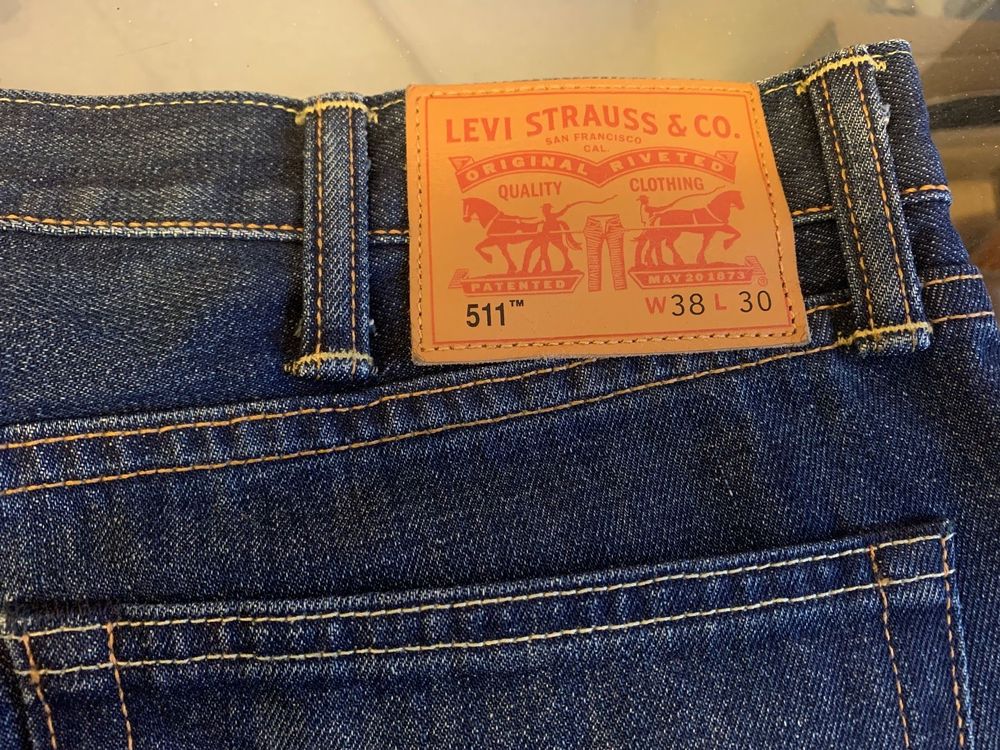 LEVI STRAUSS & CO.
SAN FRANCISCO
CAL.
ORIGINAL RIVETED
QUALITY CLOTHING
PATENTED MAY 20 1873
®
511™ W38 L 30